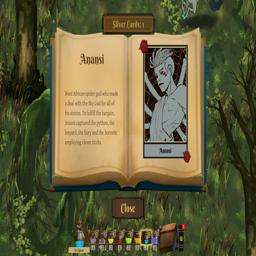 Silver Cards: 1
Anansi
West African spider god who made
a deal with the Sky God for all of
his stories. To fulfill the bargain,
Anansi captured the python, the
leopard, the fairy and the hornets
employing clever tricks.
Anansi
Close